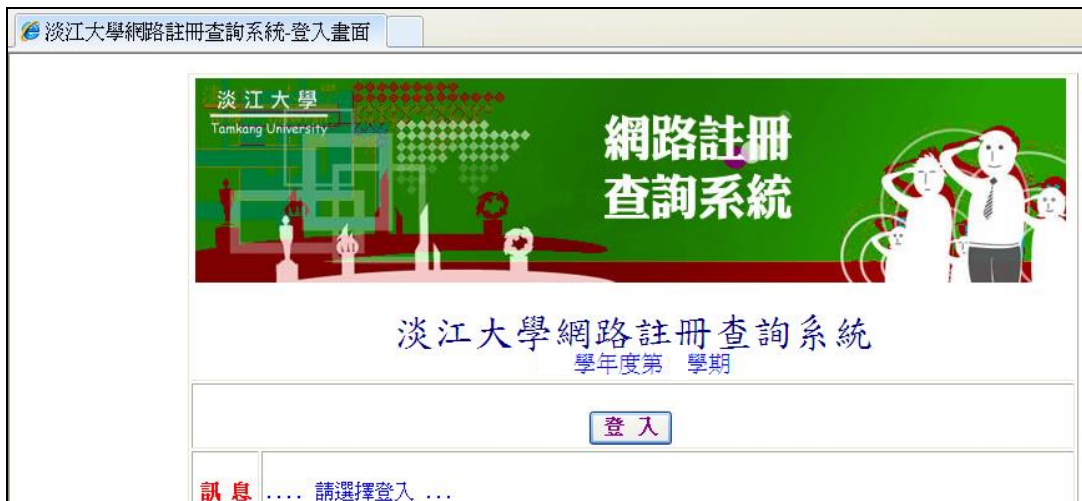 淡江大學網路註冊查詢系統-登入畫面
淡江大學
Tamkang University
網路註冊
查詢系統
淡江大學網路註冊查詢系統
學年度第 學期
登 入
訊 息 .... 請選擇登入 ...